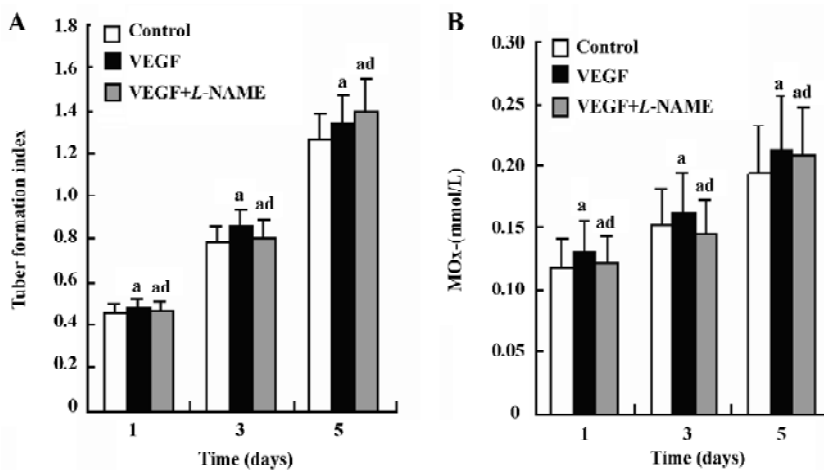 A
1.8
1.6
1.4
1.2
1.0
0.8
0.6
0.4
0.2
0
Tuber formation index
Control
VEGF
VEGF+L-NAME
a
ad
a
ad
a
ad
1
3
5
Time (days)
B
0.30
0,25
0,20
0,15
0,10
0.05
0
MOx-(mmol/L)
Control
VEGF
VEGF+L-NAME
a
ad
a
ad
a
ad
1
3
5
Time (days)